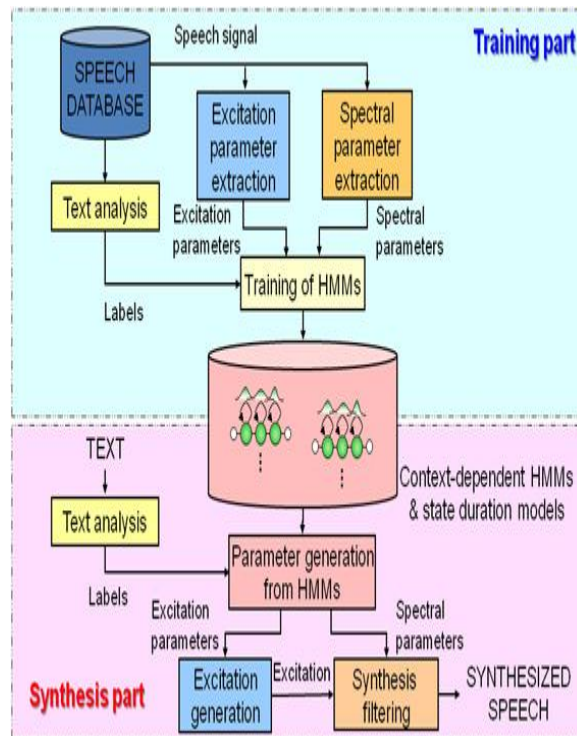 Speech signal
Training part
SPEECH
DATABASE
Excitation
parameter
extraction
Spectral
parameter
extraction
Text analysis
Excitation
parameters
Spectral
parameters
Training of HMMs
Labels
TEXT
Context-dependent HMMs
& state duration models
Text analysis
Parameter generation
from HMMs
Labels
Excitation
parameters
Spectral
parameters
Synthesis part
Excitation
generation
Excitation
Synthesis
filtering
SYNTHESIZED
SPEECH